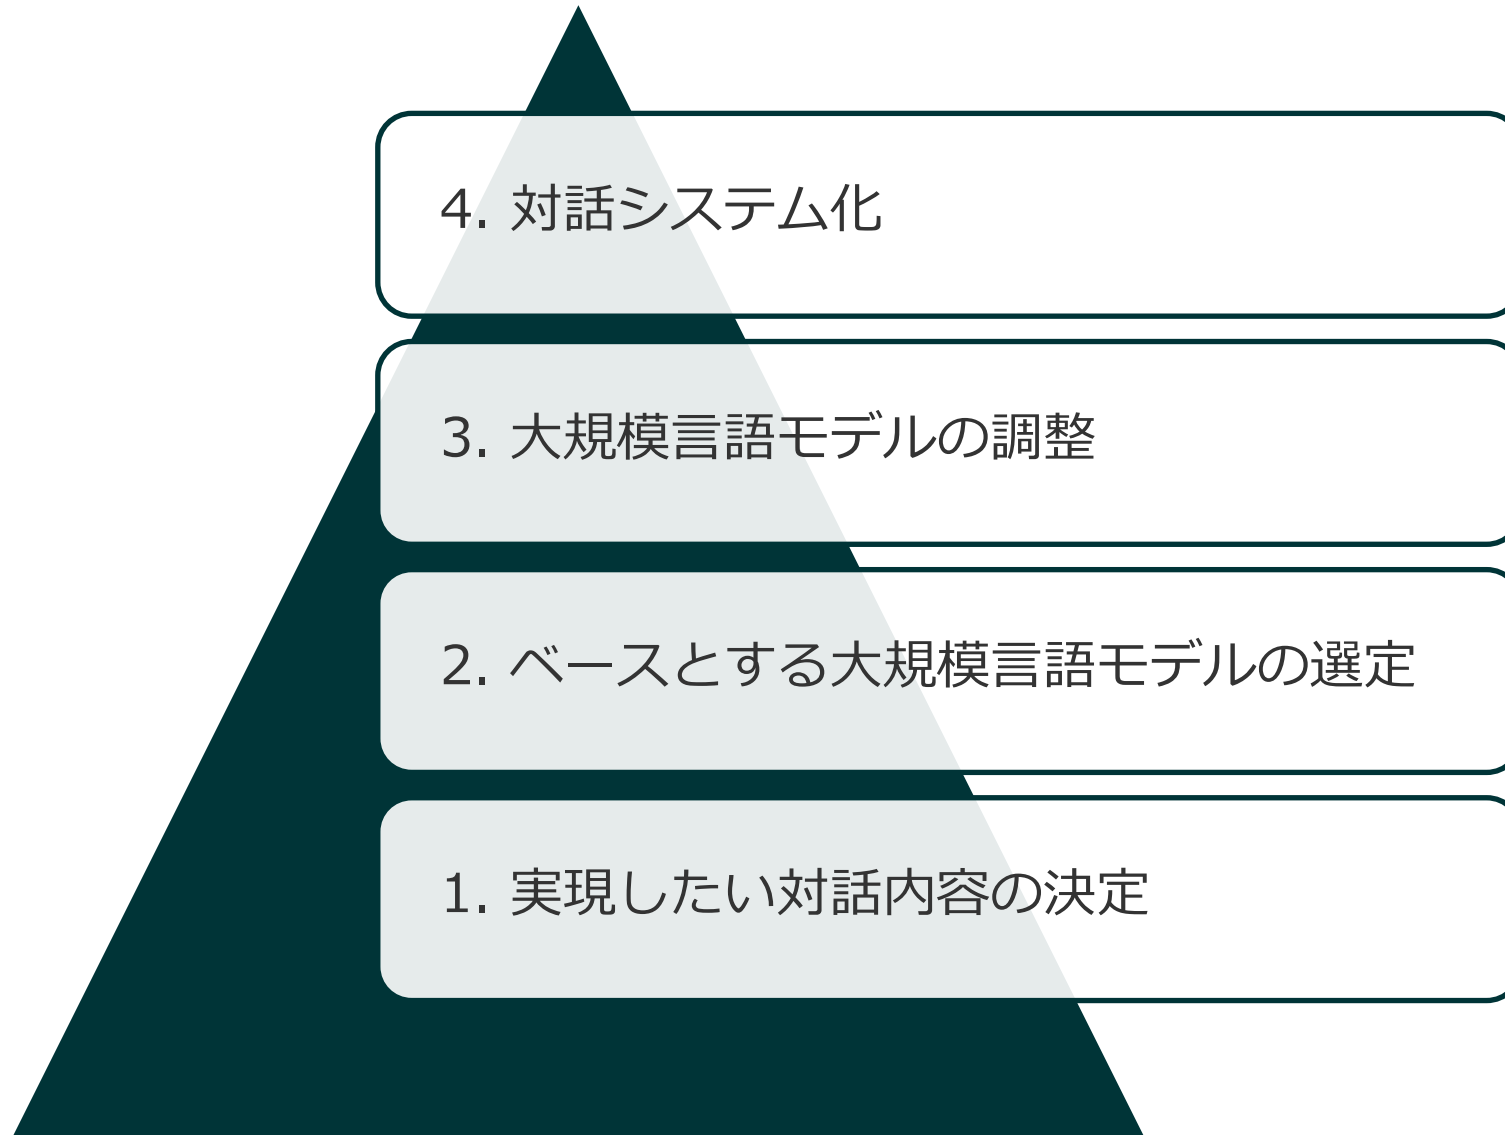 4. 対話システム化
3. 大規模言語モデルの調整
2. ベースとする大規模言語モデルの選定
1. 実現したい対話内容の決定